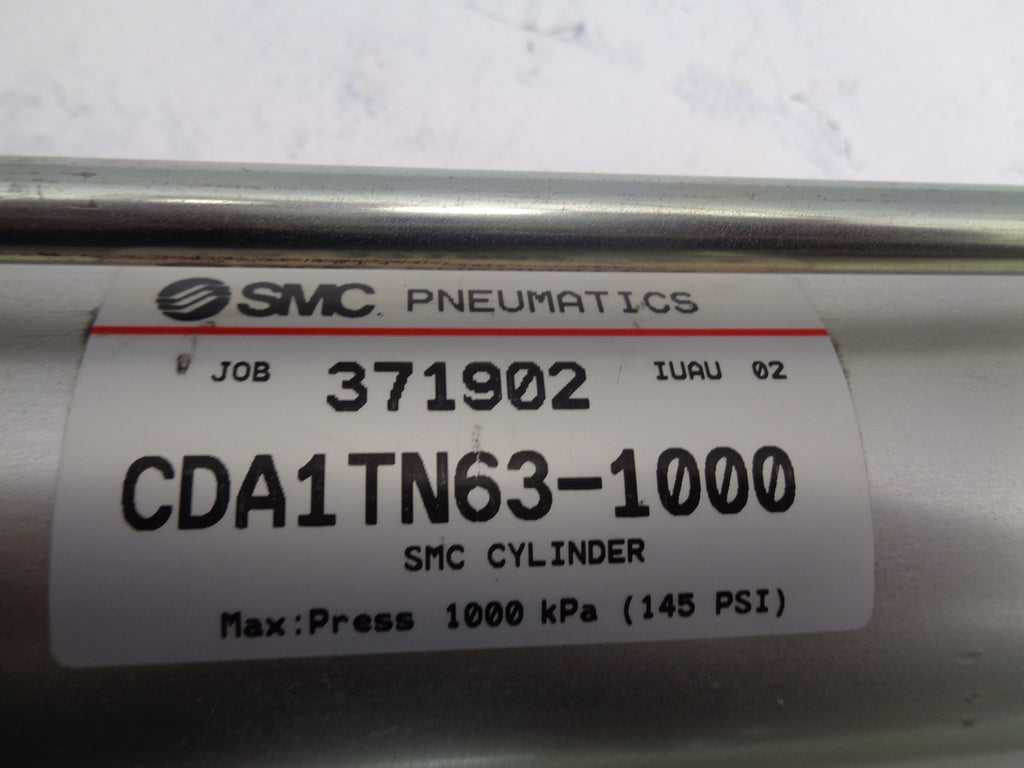 SMC. PNEUMATICS
JOB 371902 IUAU 02
CDA1TN63-1000
SMC CYLINDER
Max:Press 1000 kPa (145 PSI)